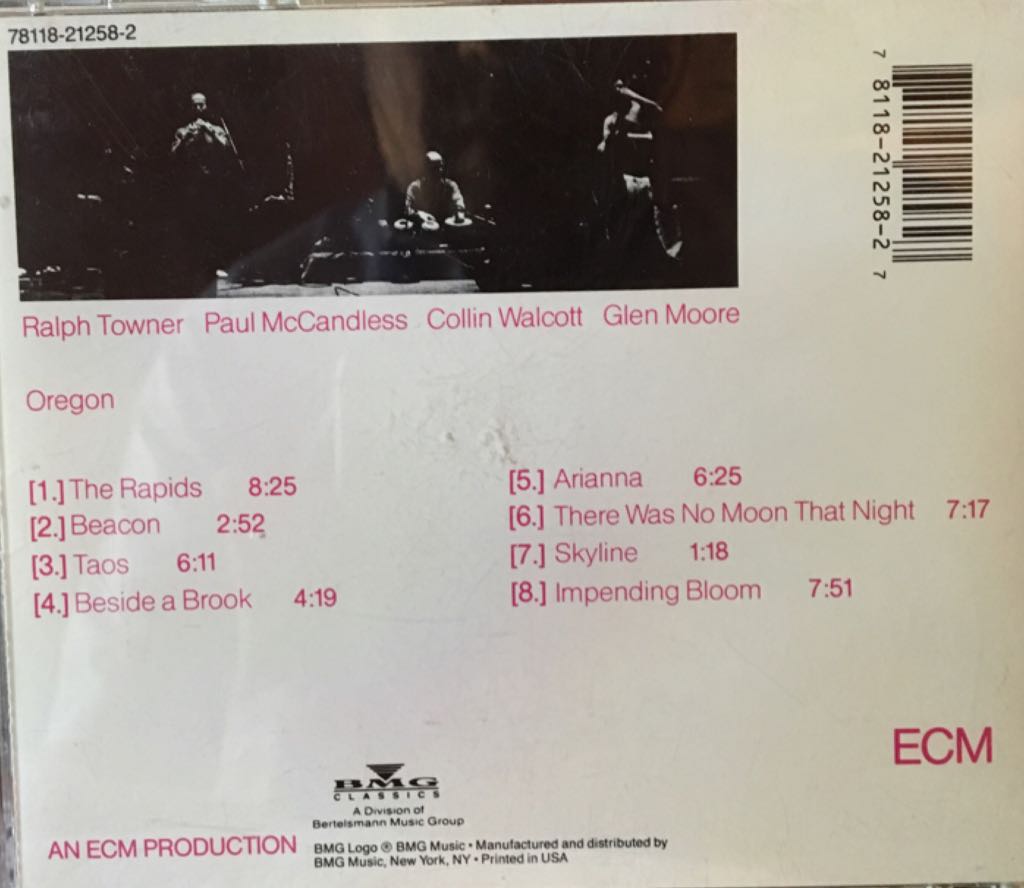 78118-21258-2
7 81118-21258-2 7
Ralph Towner Paul McCandless Collin Walcott Glen Moore
Oregon
[1.] The Rapids 8:25
[2.] Beacon 2:52
[3.] Taos 6:11
[4.] Beside a Brook 4:19
[5.] Arianna 6:25
[6.] There Was No Moon That Night 7:17
[7.] Skyline 1:18
[8.] Impending Bloom 7:51
ECM
BMG
CLASSICS
A Division of
Bertelsmann Music Group
AN ECM PRODUCTION
BMG Logo ® BMG Music • Manufactured and distributed by
BMG Music, New York, NY • Printed in USA